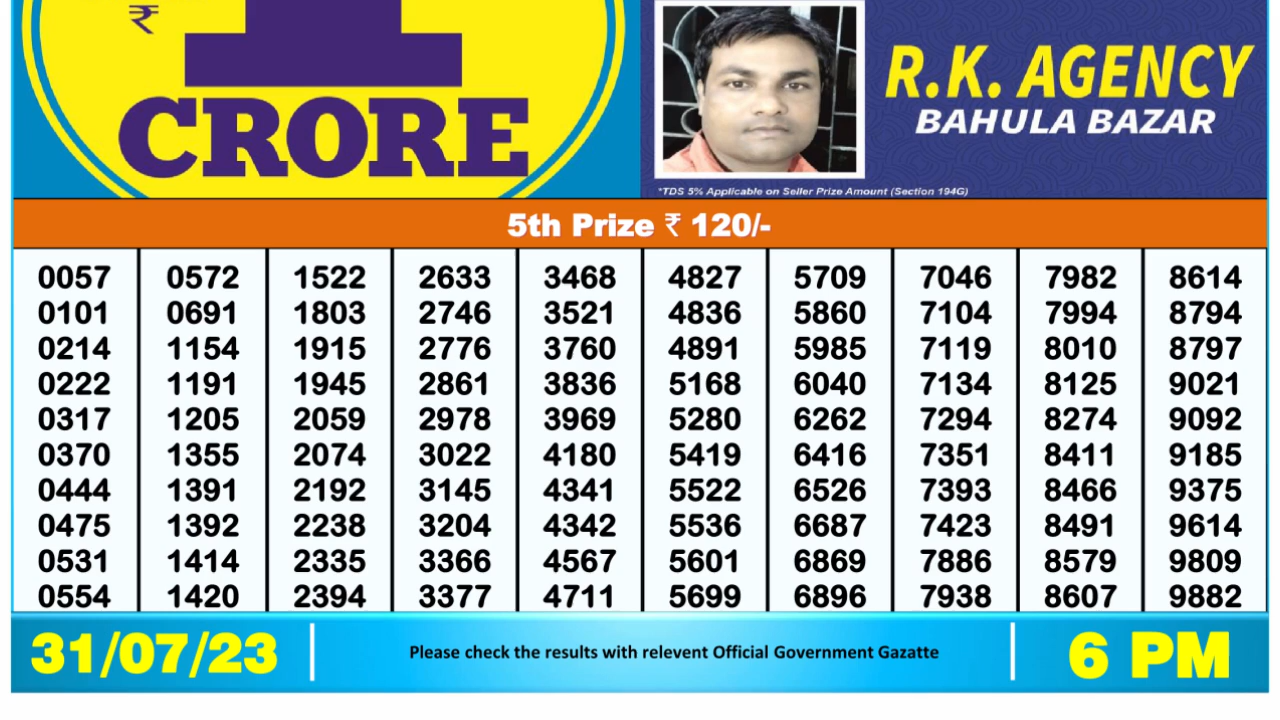 ₹
CRORE
R.K. AGENCY
BAHULA BAZAR
*TDS 5% Applicable on Seller Prize Amount (Section 194G)
5th Prize ₹ 120/-
0057 0572 1522 2633 3468 4827 5709 7046 7982 8614
0101 0691 1803 2746 3521 4836 5860 7104 7994 8794
0214 1154 1915 2776 3760 4891 5985 7119 8010 8797
0222 1191 1945 2861 3836 5168 6040 7134 8125 9021
0317 1205 2059 2978 3969 5280 6262 7294 8274 9092
0370 1355 2074 3022 4180 5419 6416 7351 8411 9185
0444 1391 2192 3145 4341 5522 6526 7393 8466 9375
0475 1392 2238 3204 4342 5536 6687 7423 8491 9614
0531 1414 2335 3366 4567 5601 6869 7886 8579 9809
0554 1420 2394 3377 4711 5699 6896 7938 8607 9882
31/07/23
Please check the results with relevent Official Government Gazatte
6 PM